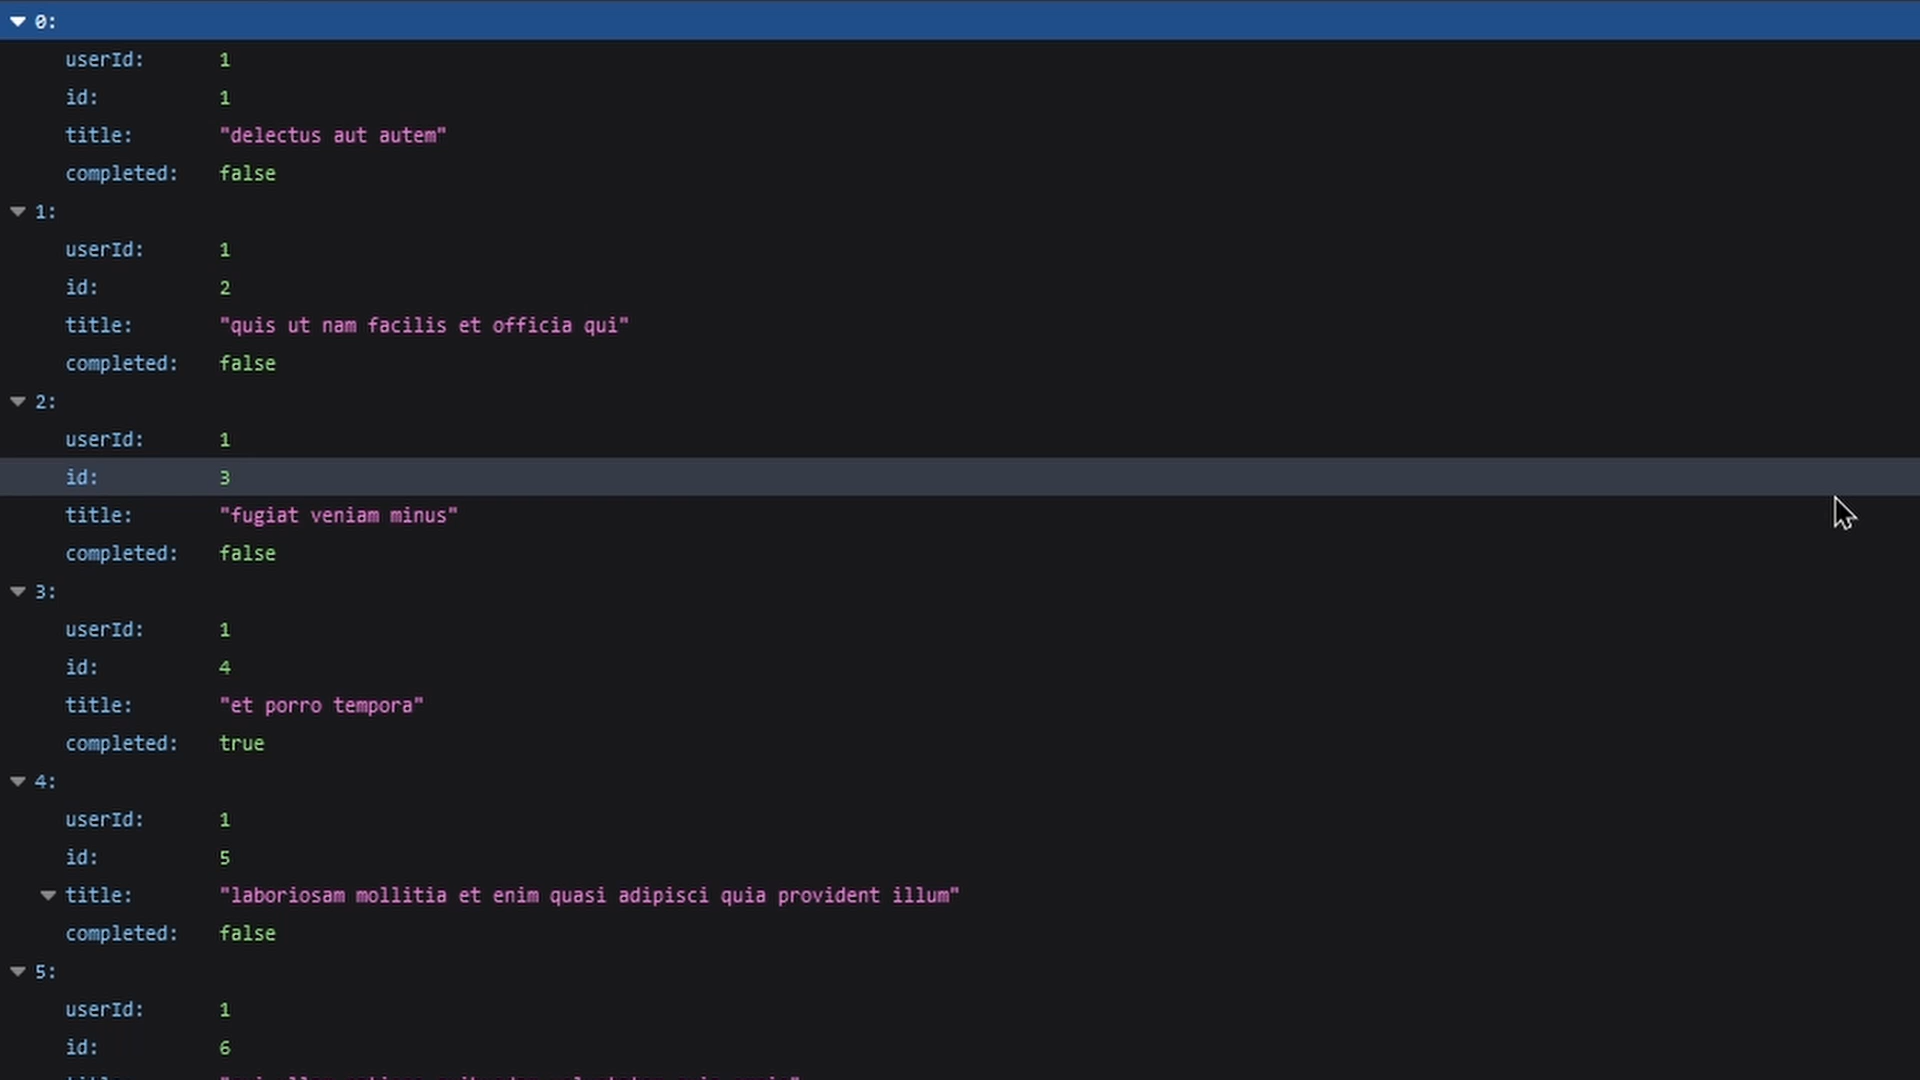 0:
userId: 1
id: 1
title: "delectus aut autem"
completed: false
1:
userId: 1
id: 2
title: "quis ut nam facilis et officia qui"
completed: false
2:
userId: 1
id: 3
title: "fugiat veniam minus"
completed: false
3:
userId: 1
id: 4
title: "et porro tempora"
completed: true
4:
userId: 1
id: 5
title: "laboriosam mollitia et enim quasi adipisci quia provident illum"
completed: false
5:
userId: 1
id: 6